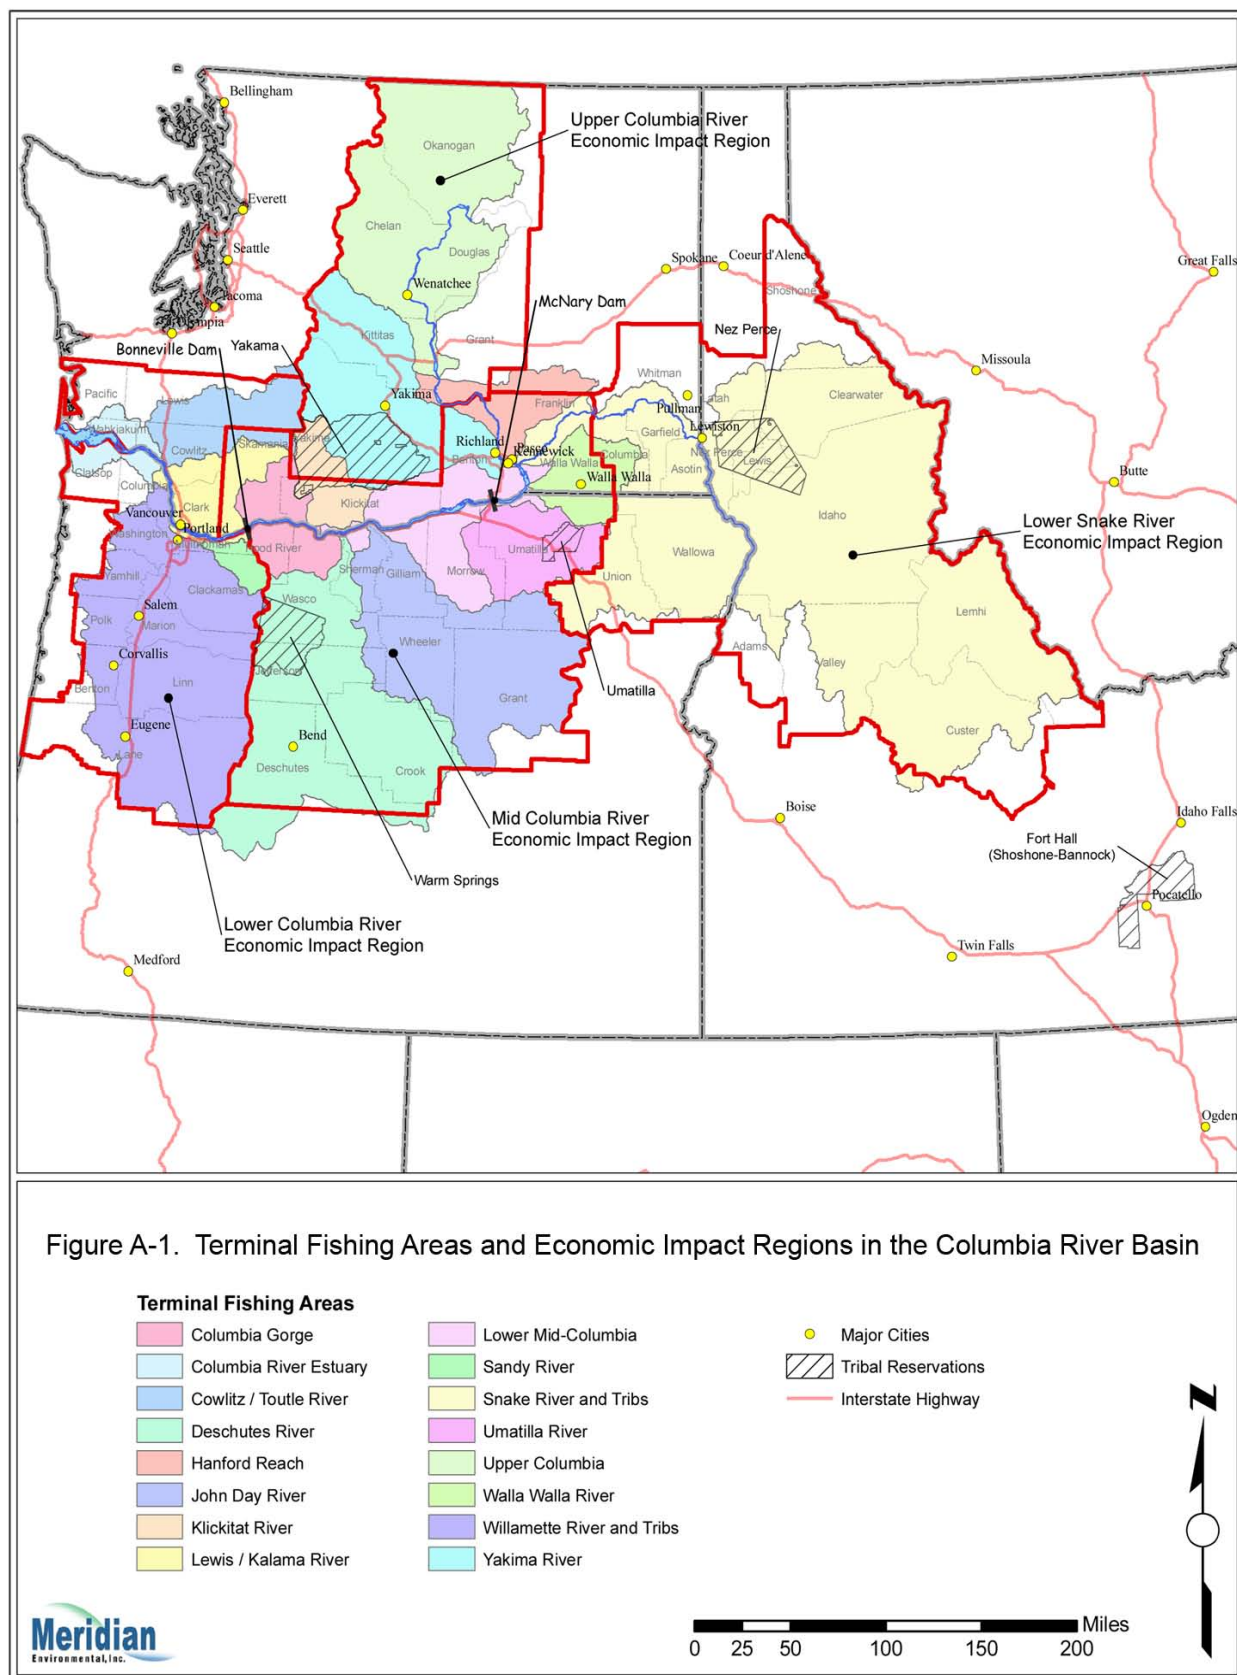 Bellingham
Upper Columbia River
Economic Impact Region
Okanogan
Everett
Chelan
Douglas
Seattle
Spokane
Coeur d'Alene
Great Falls
Wenatchee
McNary Dam
Shoshone
Tacoma
Olympia
Nez Perce
Kittitas
Grant
Yakama
Bonneville Dam
Missoula
Whitman
Pacific
Lewis
Yakima
Franklin
Pullman
Latah
Clearwater
Wahkiakum
Cowlitz
Skamania
Yakima
Richland
Pasco
Kennewick
Benton
Walla Walla
Columbia
Garfield
Lewiston
Nez Perce
Lewis
Asotin
Clatsop
Columbia
Walla Walla
Butte
Clark
Klickitat
Vancouver
Portland
Washington
Multnomah
Hood River
Idaho
Lower Snake River
Economic Impact Region
Umatilla
Wallowa
Sherman
Gilliam
Morrow
Union
Yamhill
Clackamas
Wasco
Salem
Marion
Polk
Lemhi
Wheeler
Adams
Valley
Corvallis
Jefferson
Linn
Benton
Umatilla
Grant
Eugene
Lane
Bend
Deschutes
Crook
Custer
Mid Columbia River
Economic Impact Region
Boise
Idaho Falls
Fort Hall
(Shoshone-Bannock)
Warm Springs
Pocatello
Lower Columbia River
Economic Impact Region
Medford
Twin Falls
Ogden
Figure A-1. Terminal Fishing Areas and Economic Impact Regions in the Columbia River Basin
Terminal Fishing Areas
Columbia Gorge
Columbia River Estuary
Cowlitz / Toutle River
Deschutes River
Hanford Reach
John Day River
Klickitat River
Lewis / Kalama River
Lower Mid-Columbia
Sandy River
Snake River and Tribs
Umatilla River
Upper Columbia
Walla Walla River
Willamette River and Tribs
Yakima River
Major Cities
Tribal Reservations
Interstate Highway
N
Meridian
Environmental, Inc.
Miles
0 25 50 100 150 200